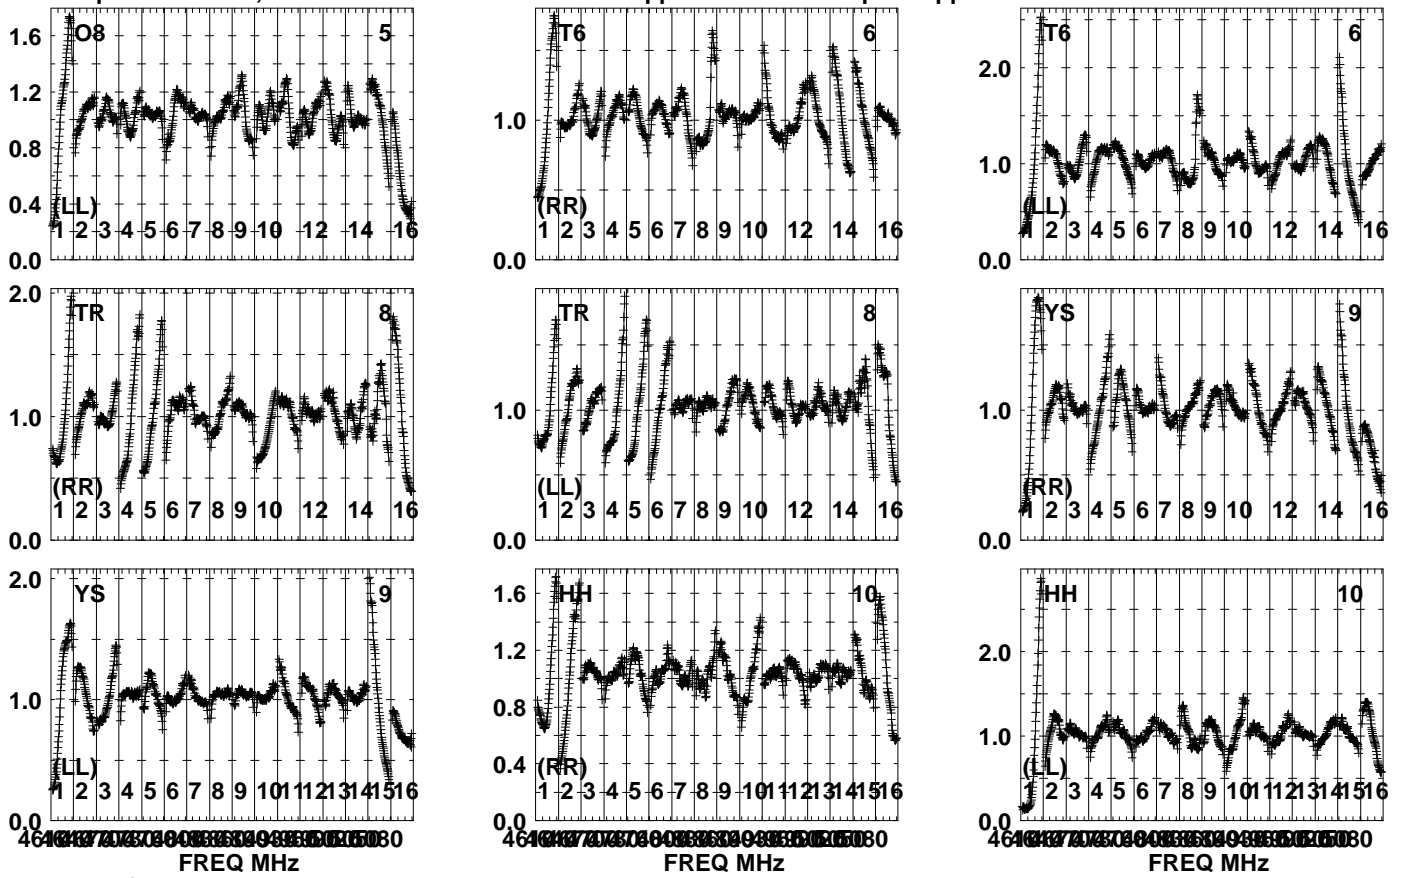 O8 5
1.6
1.2
0.8
0.4
0.0
(LL)
1 2 3 4 5 6 7 8 9 10 12 14 16
T6 6
1.0
0.0
(RR)
1 2 3 4 5 6 7 8 9 10 12 14 16
T6 6
2.0
1.0
0.0
(LL)
1 2 3 4 5 6 7 8 9 10 12 14 16
TR 8
2.0
1.0
0.0
(RR)
1 2 3 4 5 6 7 8 9 10 12 14 16
TR 8
1.0
0.0
(LL)
1 2 3 4 5 6 7 8 9 10 12 14 16
YS 9
1.0
0.0
(RR)
1 2 3 4 5 6 7 8 9 10 12 14 16
YS 9
2.0
1.0
0.0
(LL)
1 2 3 4 5 6 7 8 9 10 11 12 13 14 15 16
FREQ MHz
HH 10
1.6
1.2
0.8
0.4
0.0
(RR)
1 2 3 4 5 6 7 8 9 10 11 12 13 14 15 16
FREQ MHz
HH 10
2.0
1.0
0.0
(LL)
1 2 3 4 5 6 7 8 9 10 11 12 13 14 15 16
FREQ MHz